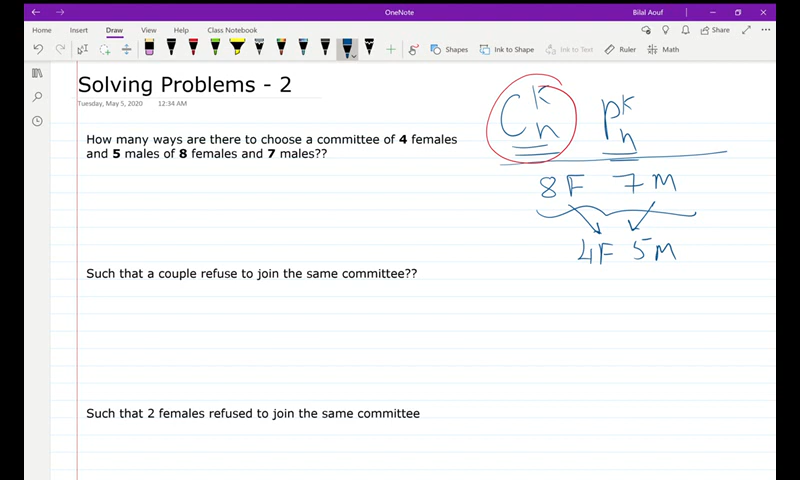 OneNote
Bilal Aouf
Home Insert Draw View Help Class Notebook
Share
Shapes Ink to Shape Ink to Text Ruler Math
Solving Problems - 2
Tuesday, May 5, 2020 12:34 AM
How many ways are there to choose a committee of 4 females
and 5 males of 8 females and 7 males??
C k n P k n
8 F 7 M
4F 5 M
Such that a couple refuse to join the same committee??
Such that 2 females refused to join the same committee